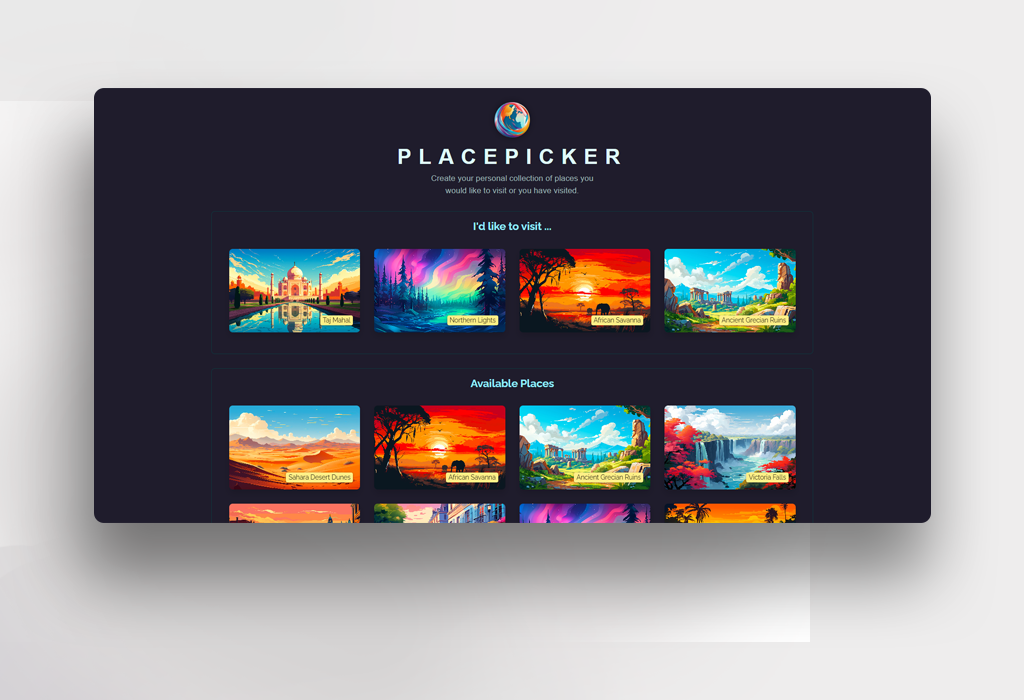 PLACEPICKER
Create your personal collection of places you
would like to visit or you have visited.
I'd like to visit ...
Taj Mahal
Northern Lights
African Savanna
Ancient Grecian Ruins
Available Places
Sahara Desert Dunes
African Savanna
Ancient Grecian Ruins
Victoria Falls